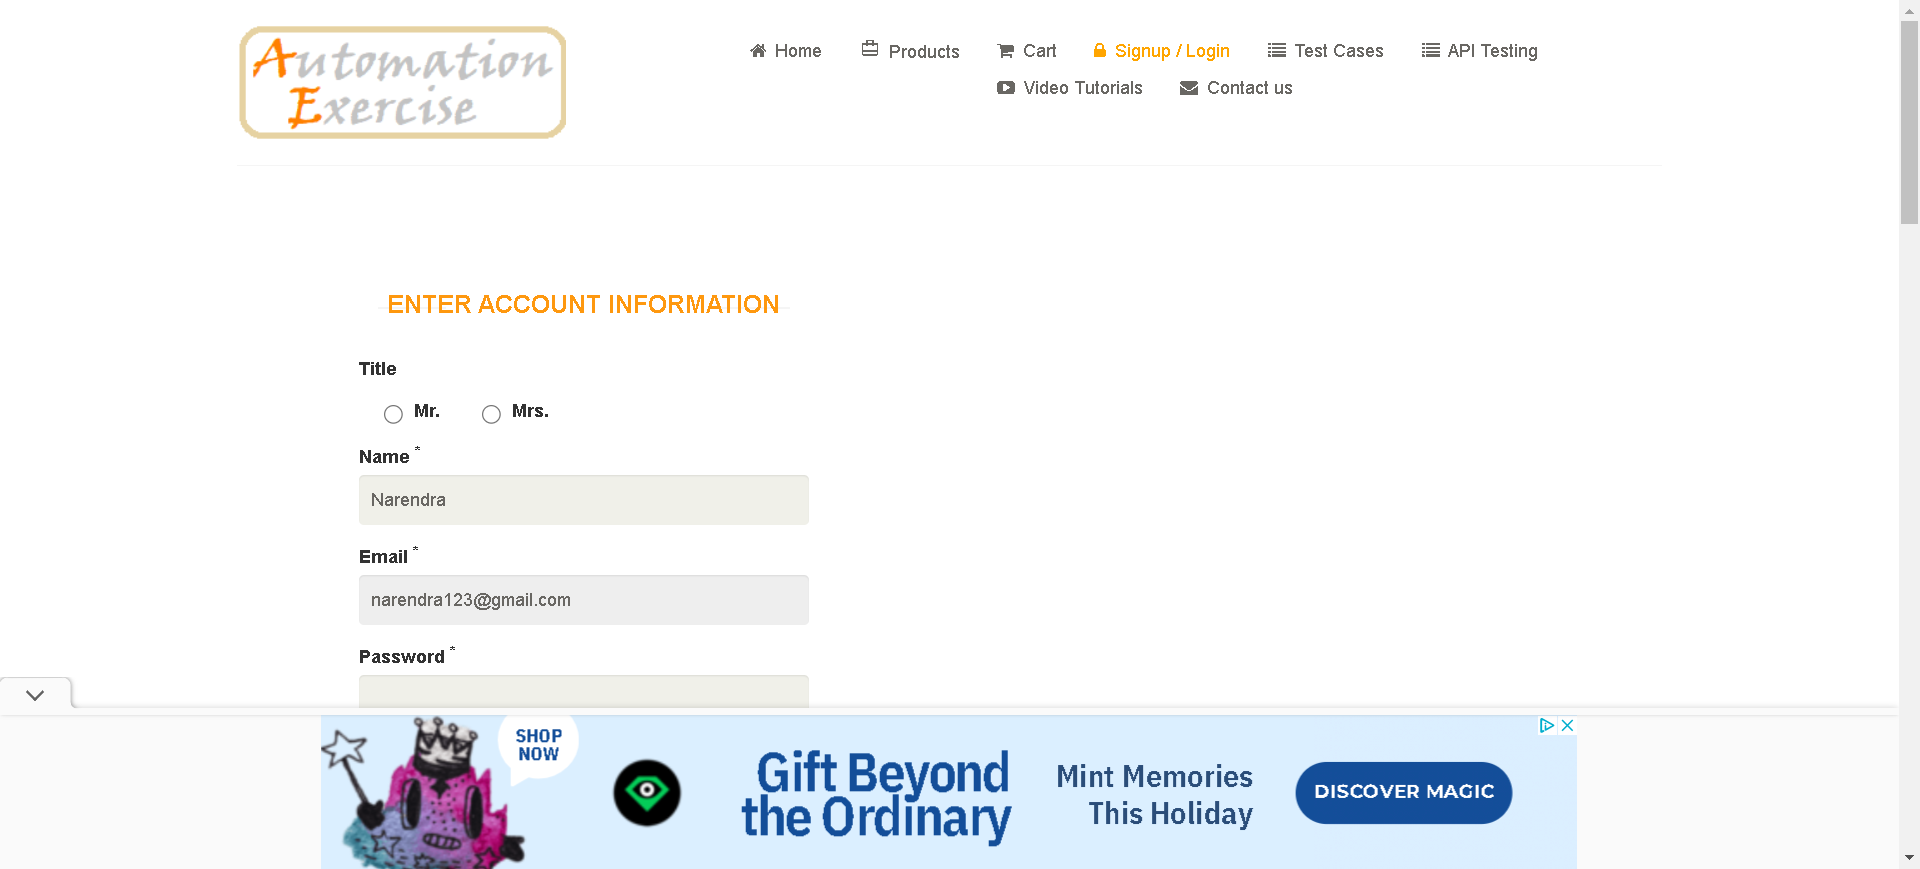 Automation
Exercise
Home
Products
Cart
Signup / Login
Test Cases
API Testing
Video Tutorials
Contact us
ENTER ACCOUNT INFORMATION
Title
Mr.
Mrs.
Name *
Narendra
Email *
narendra123@gmail.com
Password *
SHOP
NOW
Gift Beyond
the Ordinary
Mint Memories
This Holiday
DISCOVER MAGIC